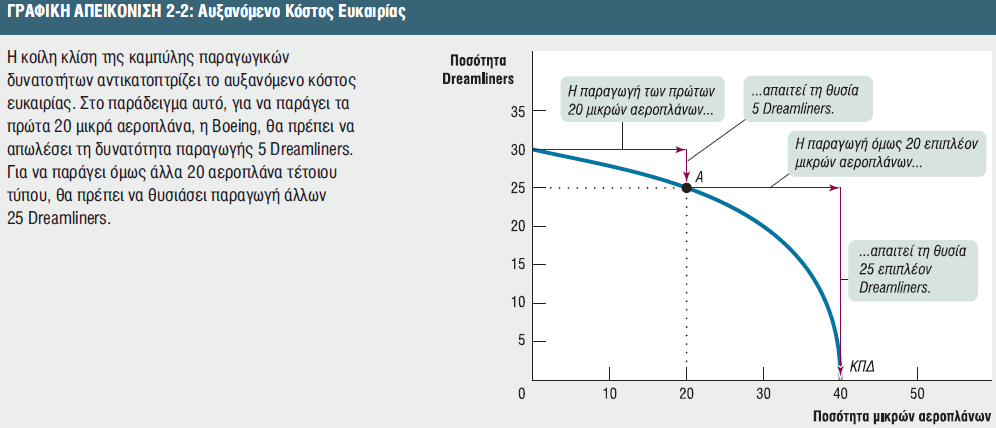 ΓΡΑΦΙΚΗ ΑΠΕΙΚΟΝΙΣΗ 2-2: Αυξανόμενο Κόστος Ευκαιρίας
Η κοίλη κλίση της καμπύλης παραγωγικών
δυνατοτήτων αντικατοπτρίζει το αυξανόμενο κόστος
ευκαιρίας. Στο παράδειγμα αυτό, για να παράγει τα
πρώτα 20 μικρά αεροπλάνα, η Boeing, θα πρέπει να
απωλέσει τη δυνατότητα παραγωγής 5 Dreamliners.
Για να παράγει όμως άλλα 20 αεροπλάνα τέτοιου
τύπου, θα πρέπει να θυσιάσει παραγωγή άλλων
25 Dreamliners.
Ποσότητα
Dreamliners
Η παραγωγή των πρώτων
20 μικρών αεροπλάνων...
...απαιτεί τη θυσία
5 Dreamliners.
Η παραγωγή όμως 20 επιπλέον
μικρών αεροπλάνων...
...απαιτεί τη θυσία
25 επιπλέον
Dreamliners.
35
30
25
20
15
10
5
A
ΚΠΔ
0
10
20
30
40
50
Ποσότητα μικρών αεροπλάνων